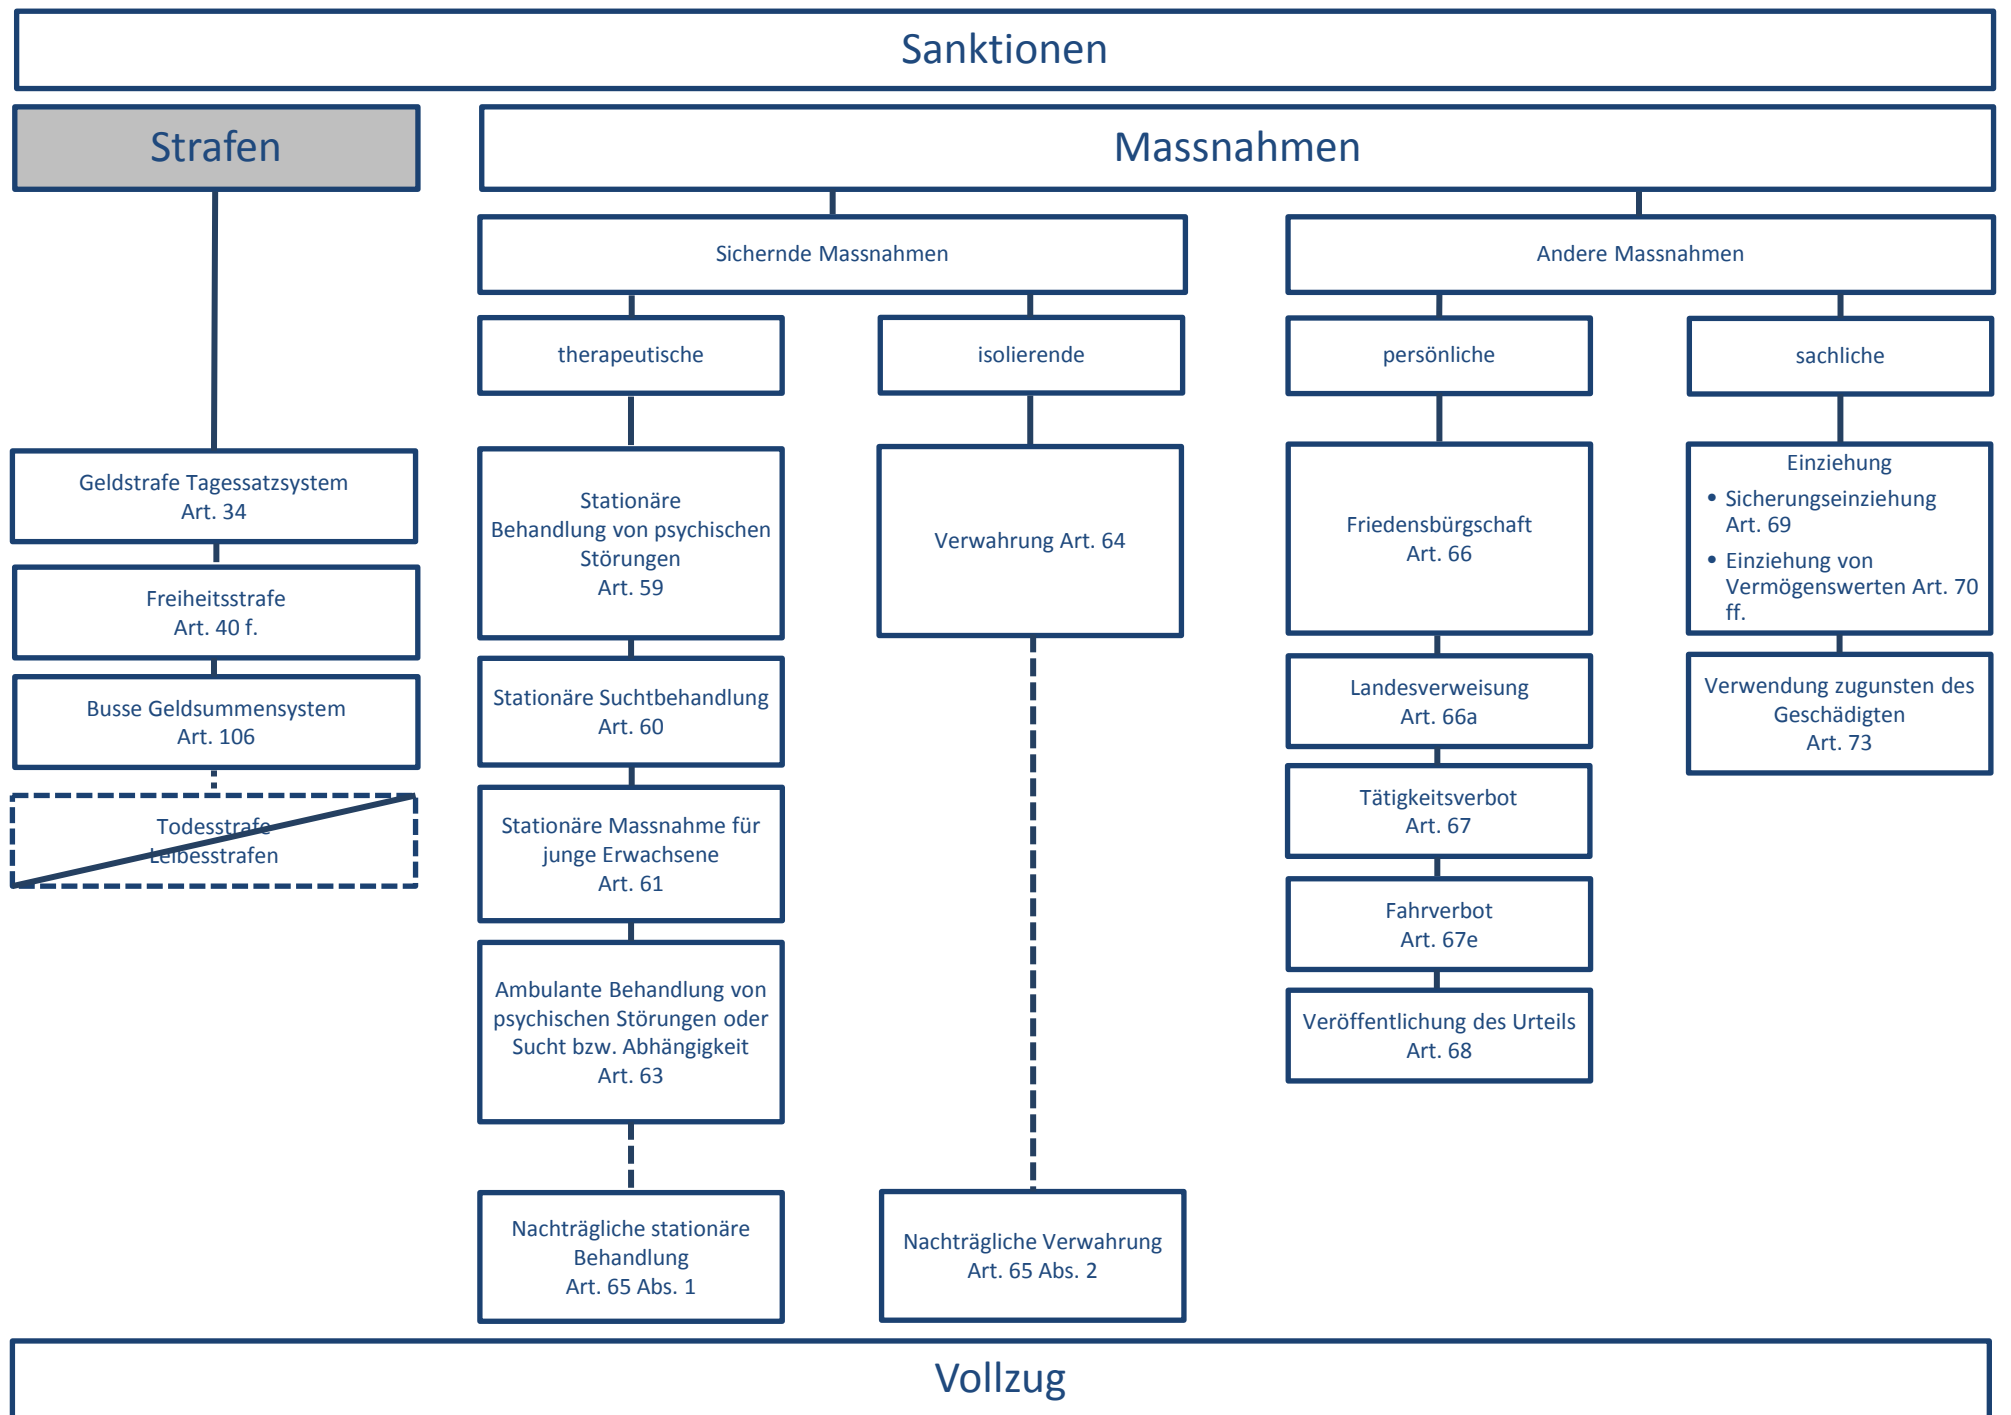 Sanktionen
Strafen
Massnahmen
Sichernde Massnahmen
Andere Massnahmen
therapeutische
isolierende
persönliche
sachliche
Geldstrafe Tagessatzsystem
Art. 34
Freiheitsstrafe
Art. 40 f.
Busse Geldsummensystem
Art. 106
Todesstrafe
Leibesstrafen
Stationäre
Behandlung von psychischen
Störungen
Art. 59
Stationäre Suchtbehandlung
Art. 60
Stationäre Massnahme für
junge Erwachsene
Art. 61
Ambulante Behandlung von
psychischen Störungen oder
Sucht bzw. Abhängigkeit
Art. 63
Nachträgliche stationäre
Behandlung
Art. 65 Abs. 1
Verwahrung Art. 64
Nachträgliche Verwahrung
Art. 65 Abs. 2
Friedensbürgschaft
Art. 66
Landesverweisung
Art. 66a
Tätigkeitsverbot
Art. 67
Fahrverbot
Art. 67e
Veröffentlichung des Urteils
Art. 68
Einziehung
• Sicherungseinziehung
Art. 69
• Einziehung von
Vermögenswerten Art. 70
ff.
Verwendung zugunsten des
Geschädigten
Art. 73
Vollzug